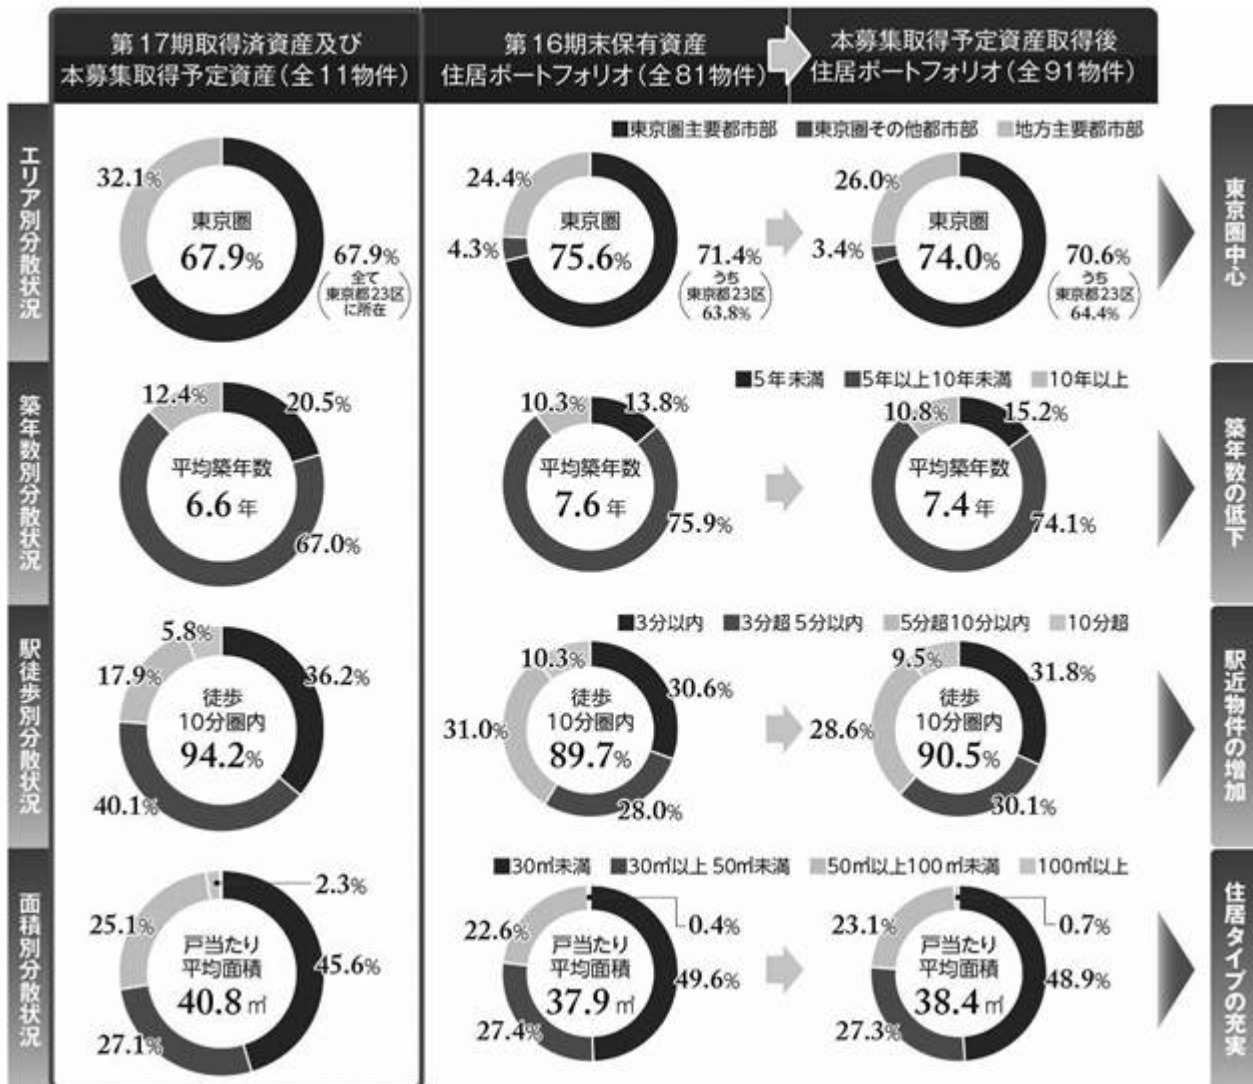 第17期取得済資産及び
本募集取得予定資産(全11物件)
第16期末保有資産
住居ポートフォリオ(全81物件)
本募集取得予定資産取得後
住居ポートフォリオ(全91物件)
エリア別分散状況
■東京圏主要都市部 ■東京圏その他都市部 ■地方主要都市部
32.1%
東京圏
67.9%
67.9%
(全て
東京都23区
に所在)
24.4%
4.3%
東京圏
75.6%
71.4%
(うち
東京都23区
63.8%)
26.0%
3.4%
東京圏
74.0%
70.6%
(うち
東京都23区
64.4%)
東京圏中心
築年数別分散状況
■5年未満 ■5年以上10年未満 ■10年以上
12.4%
20.5%
平均築年数
6.6年
67.0%
10.3%
13.8%
平均築年数
7.6年
75.9%
10.8%
15.2%
平均築年数
7.4年
74.1%
築年数の低下
駅徒歩別分散状況
■3分以内 ■3分超5分以内 ■5分超10分以内 ■10分超
5.8%
17.9%
36.2%
徒歩
10分圏内
94.2%
40.1%
10.3%
30.6%
31.0%
徒歩
10分圏内
89.7%
28.0%
9.5%
31.8%
28.6%
徒歩
10分圏内
90.5%
30.1%
駅近物件の増加
面積別分散状況
■30㎡未満 ■30㎡以上50㎡未満 ■50㎡以上100㎡未満 ■100㎡以上
2.3%
25.1%
戸当たり
平均面積
40.8㎡
45.6%
27.1%
0.4%
22.6%
戸当たり
平均面積
37.9㎡
49.6%
27.4%
0.7%
23.1%
戸当たり
平均面積
38.4㎡
48.9%
27.3%
住居タイプの充実